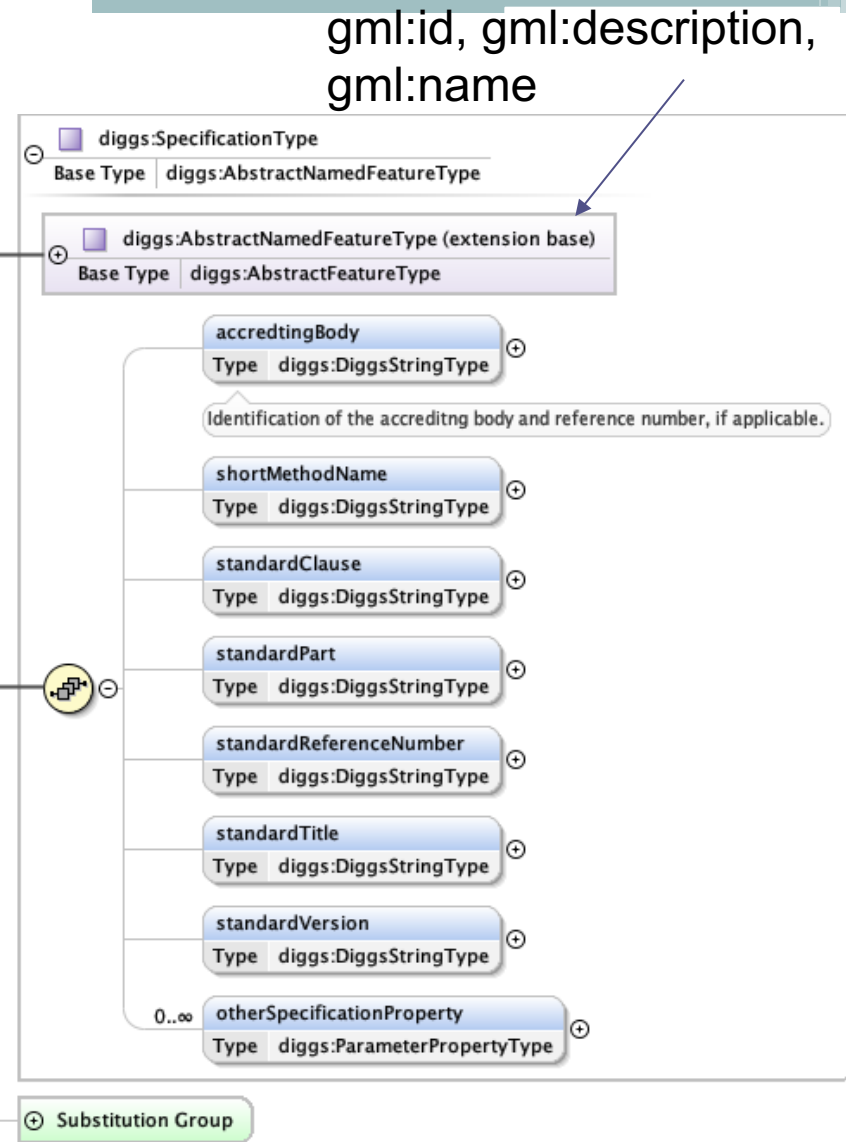 gml:id, gml:description,
gml:name
diggs:SpecificationType
Base Type diggs:AbstractNamedFeatureType
diggs:AbstractNamedFeatureType (extension base)
Base Type diggs:AbstractFeatureType
accredtingBody
Type diggs:DiggsStringType
Identification of the accreditng body and reference number, if applicable.
shortMethodName
Type diggs:DiggsStringType
standardClause
Type diggs:DiggsStringType
standardPart
Type diggs:DiggsStringType
standardReferenceNumber
Type diggs:DiggsStringType
standardTitle
Type diggs:DiggsStringType
standardVersion
Type diggs:DiggsStringType
0..∞ otherSpecificationProperty
Type diggs:ParameterPropertyType
Substitution Group